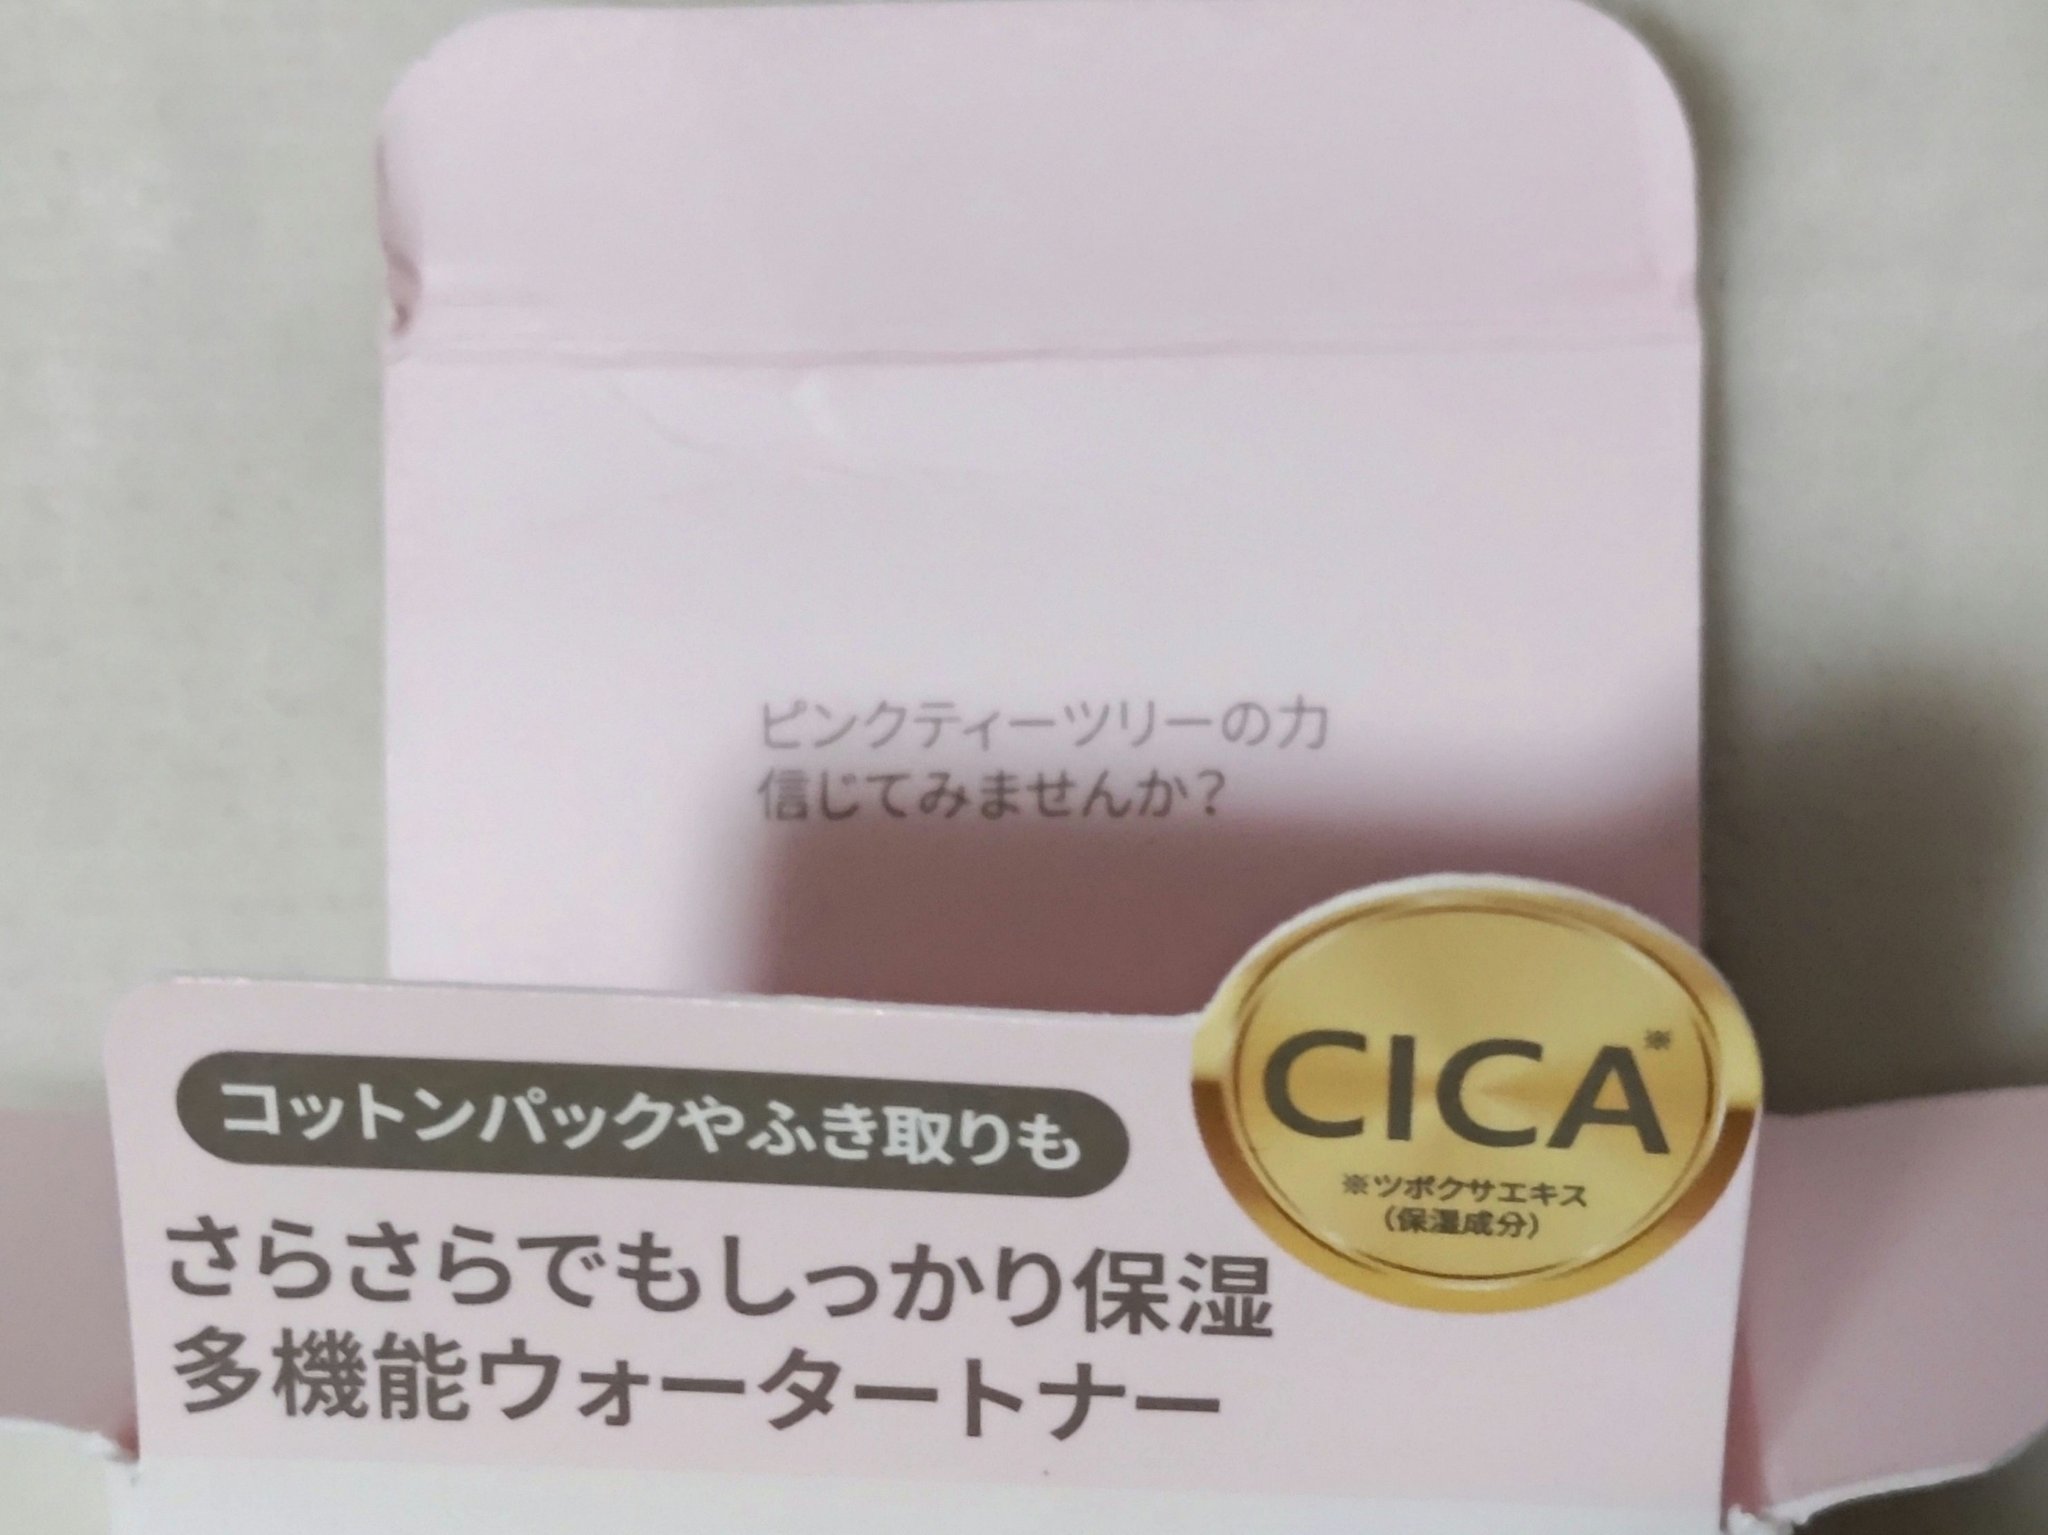 ピンクティーツリーの力
信じてみませんか?
CICA※
※ツボクサエキス
(保湿成分)
コットンパックやふき取りも
さらさらでもしっかり保湿
多機能ウォータートナー